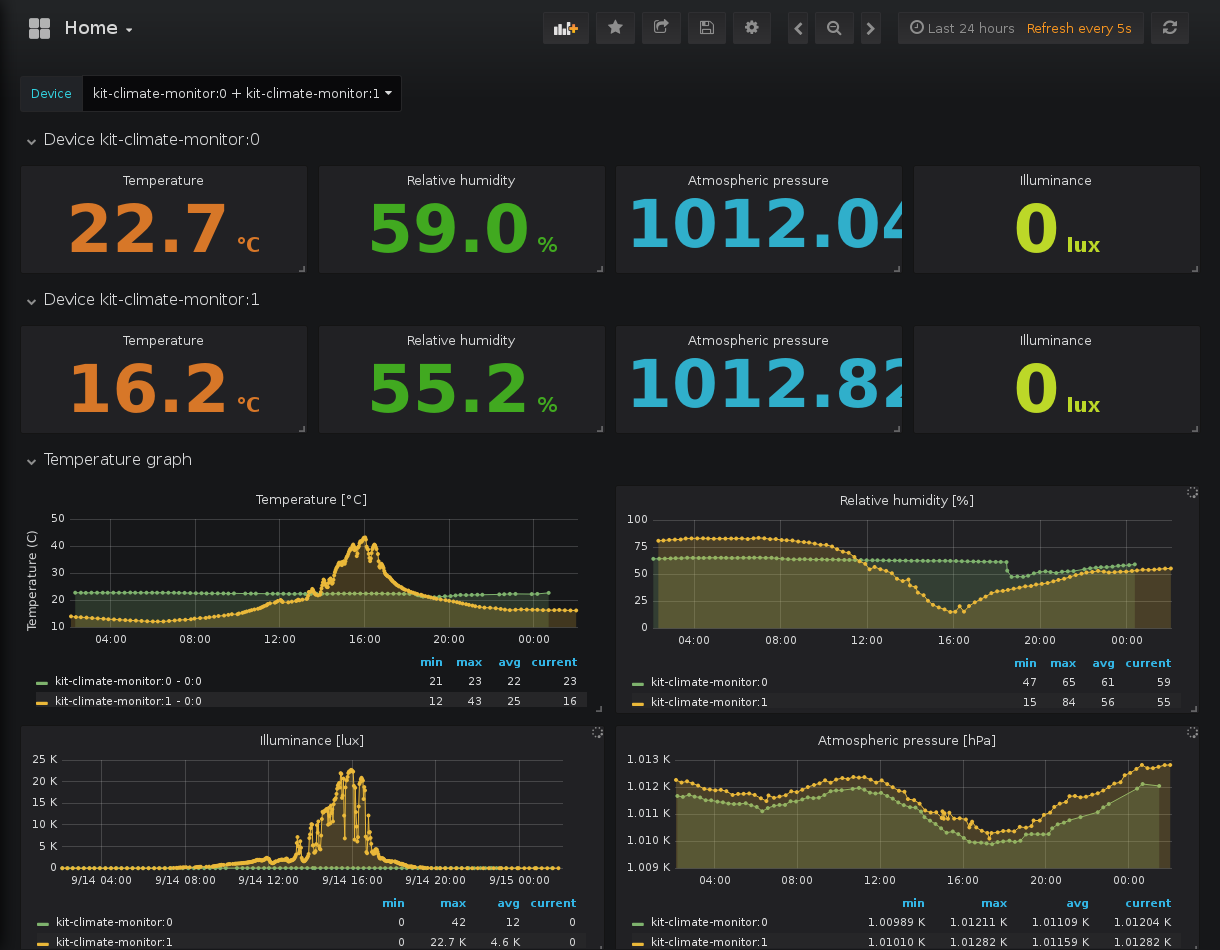 Home
Last 24 hours Refresh every 5s
Device kit-climate-monitor:0 + kit-climate-monitor:1
Device kit-climate-monitor:0
Temperature
22.7 °C
Relative humidity
59.0 %
Atmospheric pressure
1012.04
Illuminance
0 lux
Device kit-climate-monitor:1
Temperature
16.2 °C
Relative humidity
55.2 %
Atmospheric pressure
1012.82
Illuminance
0 lux
Temperature graph
Temperature [°C]
Temperature (C)
50
40
30
20
10
04:00 08:00 12:00 16:00 20:00 00:00
min max avg current
kit-climate-monitor:0 - 0:0 21 23 22 23
kit-climate-monitor:1 - 0:0 12 43 25 16
Relative humidity [%]
100
75
50
25
0
04:00 08:00 12:00 16:00 20:00 00:00
min max avg current
kit-climate-monitor:0 47 65 61 59
kit-climate-monitor:1 15 84 56 55
Illuminance [lux]
25 K
20 K
15 K
10 K
5 K
0
9/14 04:00 9/14 08:00 9/14 12:00 9/14 16:00 9/14 20:00 9/15 00:00
min max avg current
kit-climate-monitor:0 0 42 12 0
kit-climate-monitor:1 0 22.7 K 4.6 K 0
Atmospheric pressure [hPa]
1.013 K
1.012 K
1.011 K
1.010 K
1.009 K
04:00 08:00 12:00 16:00 20:00 00:00
min max avg current
kit-climate-monitor:0 1.00989 K 1.01211 K 1.01109 K 1.01204 K
kit-climate-monitor:1 1.01010 K 1.01282 K 1.01159 K 1.01282 K